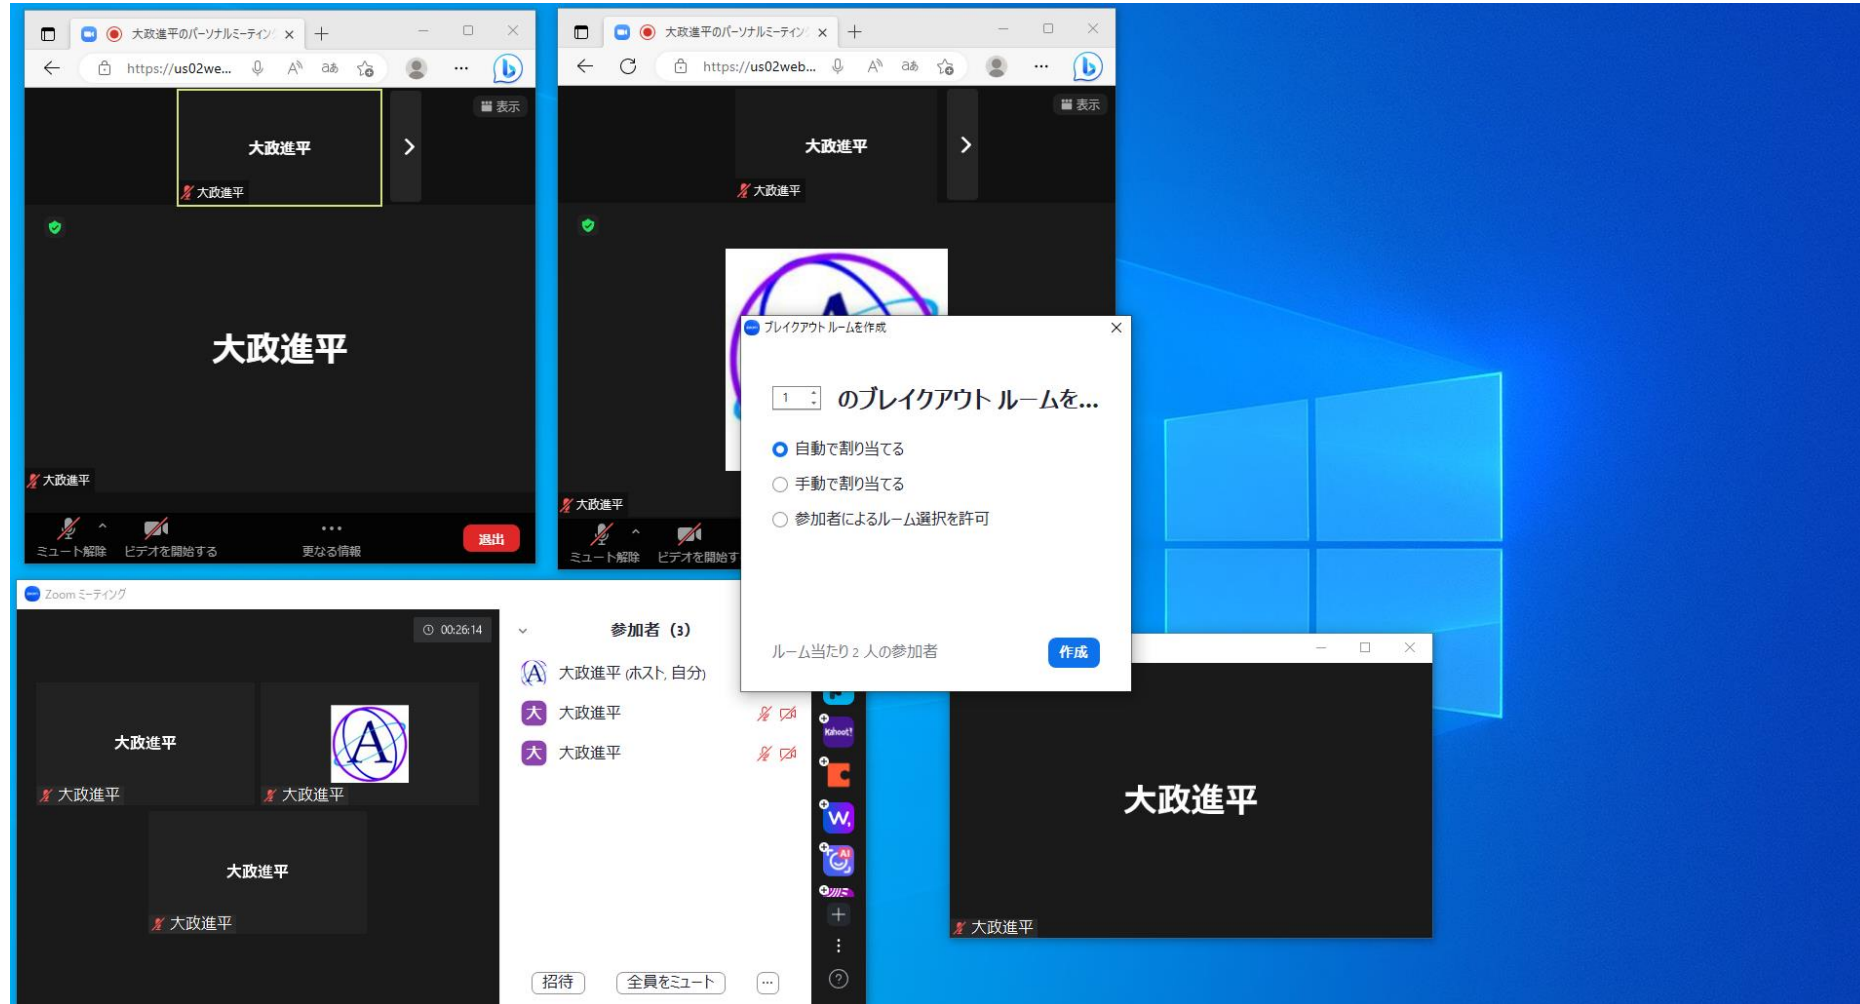 大政進平のパーソナルミーティン
https://us02we...
aあ
表示
大政進平
大政進平
大政進平
大政進平
ミュート解除
ビデオを開始する
更なる情報
退出
大政進平のパーソナルミーティン
https://us02web...
aあ
表示
大政進平
大政進平
A
大政進平
ミュート解除
ビデオを開始す
ブレイクアウト ルームを作成
1 のブレイクアウト ルームを...
自動で割り当てる
手動で割り当てる
参加者によるルーム選択を許可
ルーム当たり 2 人の参加者
作成
Zoom ミーティング
00:26:14
大政進平
大政進平
A
大政進平
大政進平
大政進平
参加者 (3)
A 大政進平 (ホスト, 自分)
大 大政進平
大 大政進平
招待
全員をミュート
Kahoot!
W,
AI
大政進平
大政進平